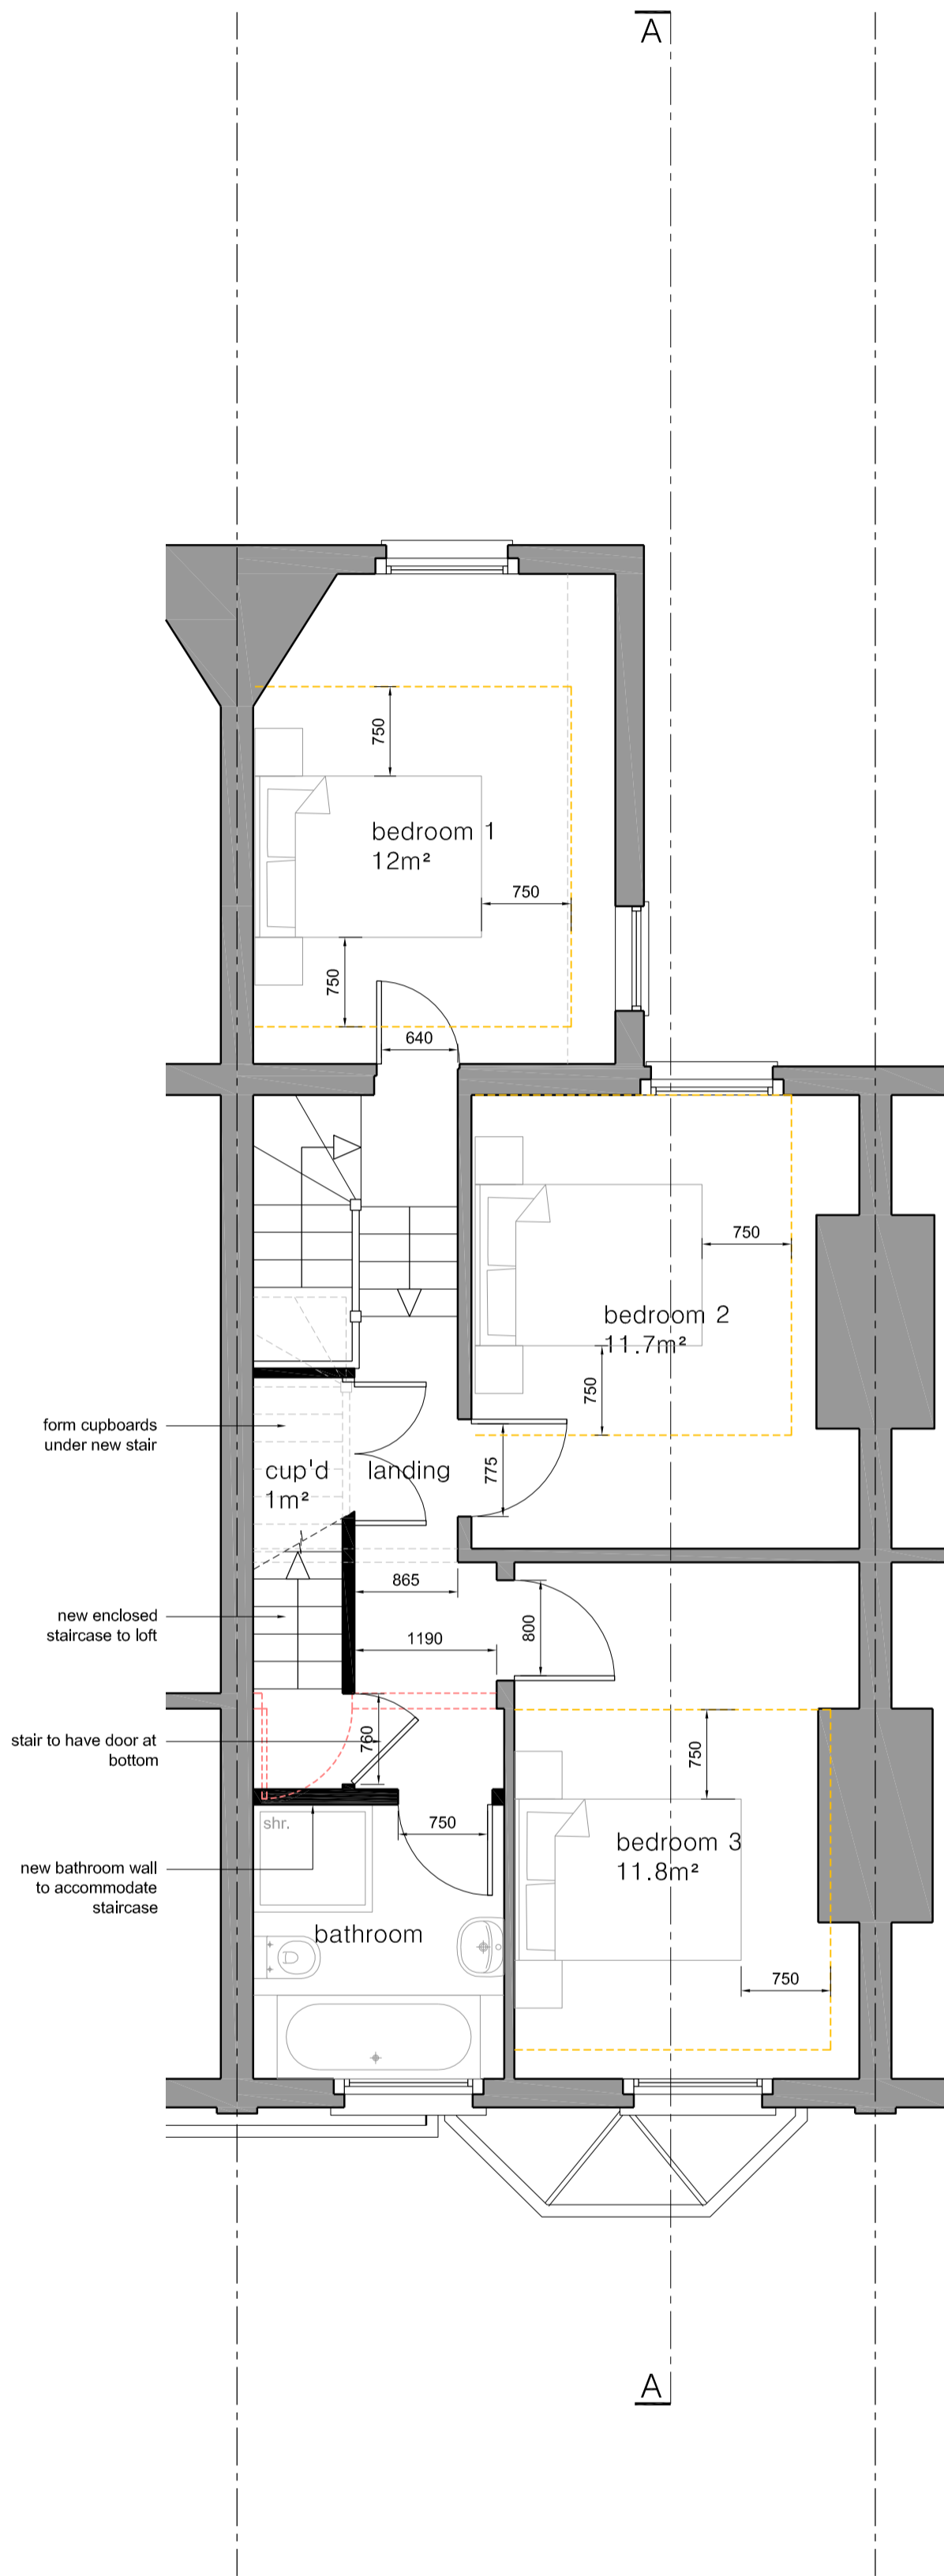 A
750
bedroom 1
12m²
750
750
640
750
bedroom 2
11.7m²
750
form cupboards
under new stair
cup'd
1m²
landing
775
865
800
new enclosed
staircase to loft
1190
stair to have door at
bottom
760
750
shr.
750
bedroom 3
11.8m²
new bathroom wall
to accommodate
staircase
bathroom
750
A